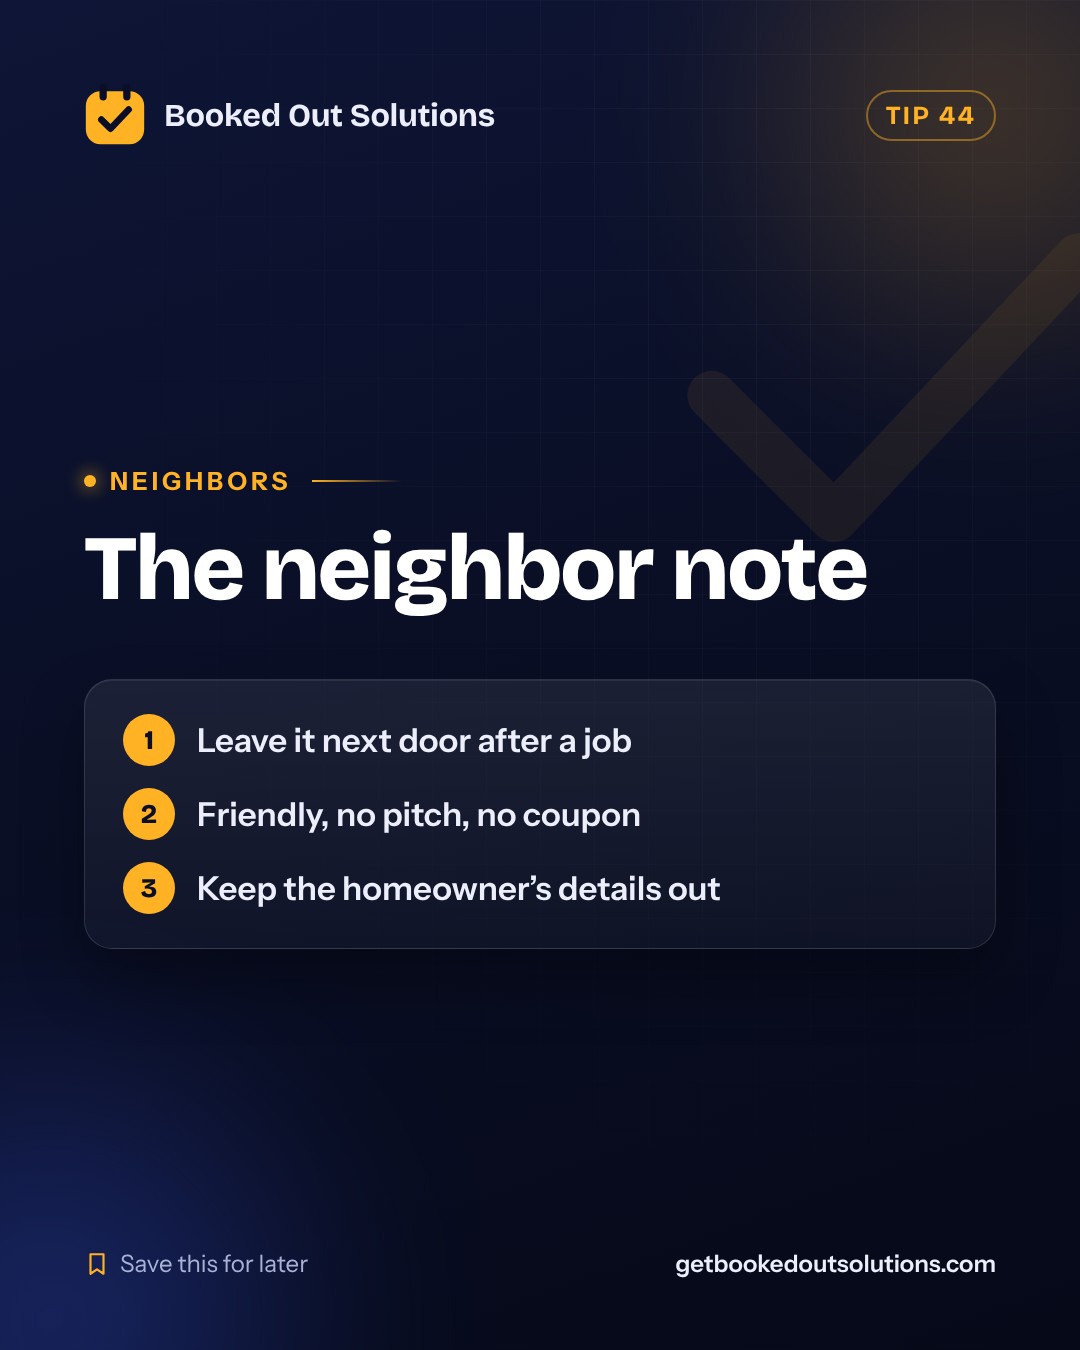 Booked Out Solutions
TIP 44
NEIGHBORS
The neighbor note
1 Leave it next door after a job
2 Friendly, no pitch, no coupon
3 Keep the homeowner’s details out
Save this for later
getbookedoutsolutions.com